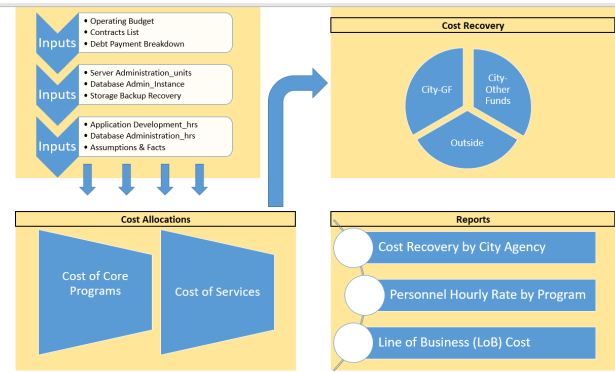 Inputs
• Operating Budget
• Contracts List
• Debt Payment Breakdown
Inputs
• Server Administration_units
• Database Admin_Instance
• Storage Backup Recovery
Inputs
• Application Development_hrs
• Database Administration_hrs
• Assumptions & Facts
Cost Recovery
City-GF
City-
Other
Funds
Outside
Cost Allocations
Cost of Core
Programs
Cost of Services
Reports
Cost Recovery by City Agency
Personnel Hourly Rate by Program
Line of Business (LoB) Cost